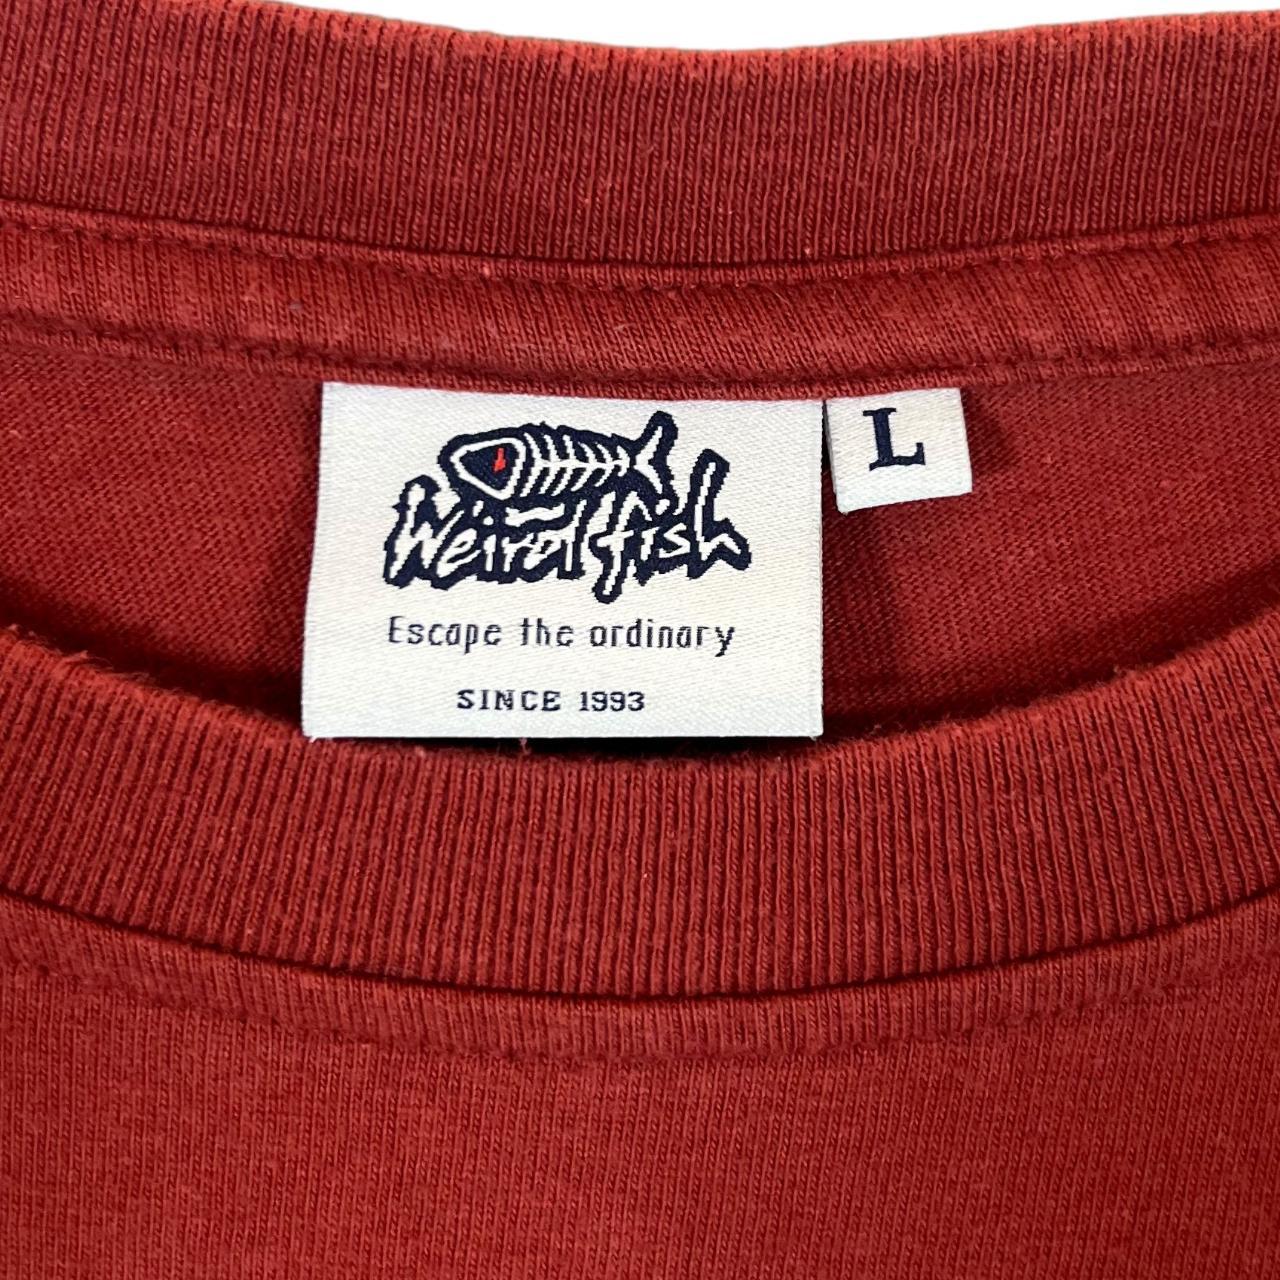 Weird fish
Escape the ordinary
SINCE 1993
L